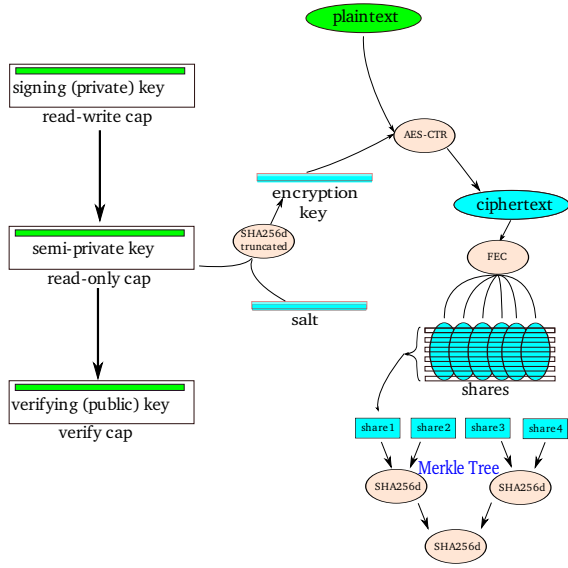 plaintext
signing (private) key
read-write cap
AES-CTR
encryption
key
ciphertext
SHA256d
truncated
semi-private key
read-only cap
FEC
salt
shares
verifying (public) key
verify cap
share1
share2
share3
share4
Merkle Tree
SHA256d
SHA256d
SHA256d